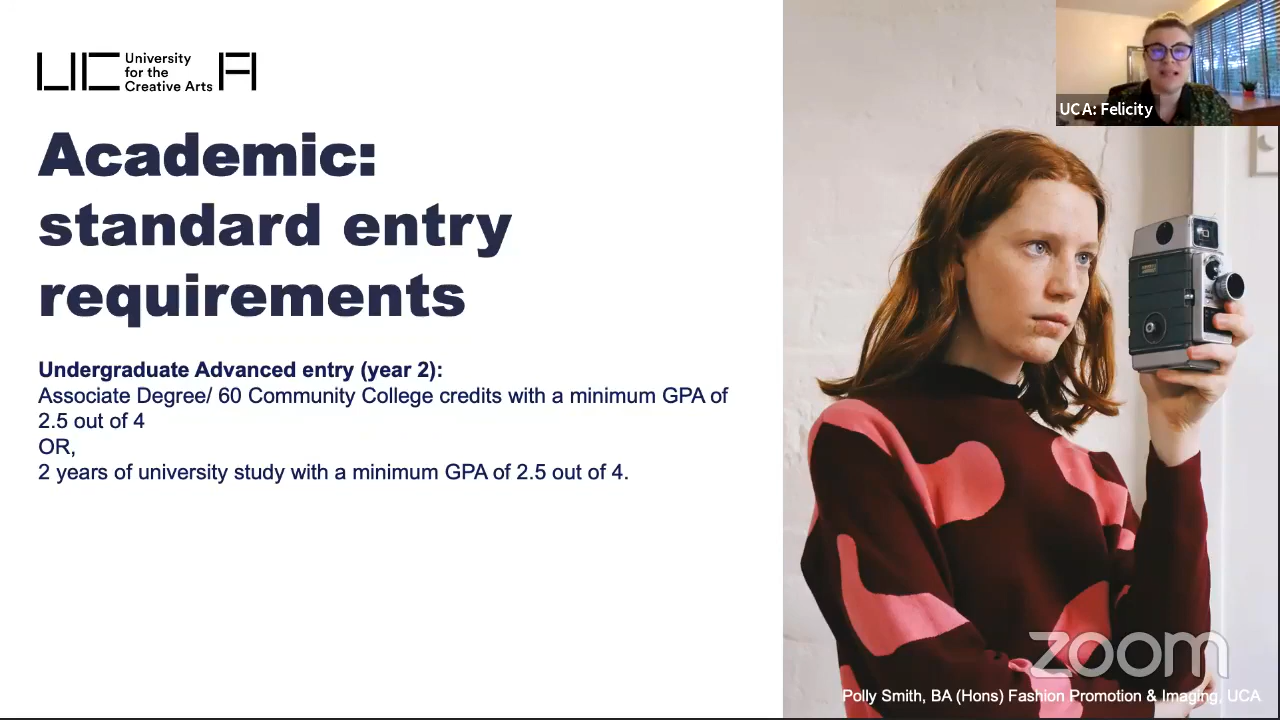 University
for the
Creative Arts
Academic:
standard entry
requirements
Undergraduate Advanced entry (year 2):
Associate Degree/ 60 Community College credits with a minimum GPA of
2.5 out of 4
OR,
2 years of university study with a minimum GPA of 2.5 out of 4.
UCA: Felicity
zoom
Polly Smith, BA (Hons) Fashion Promotion & Imaging, UCA